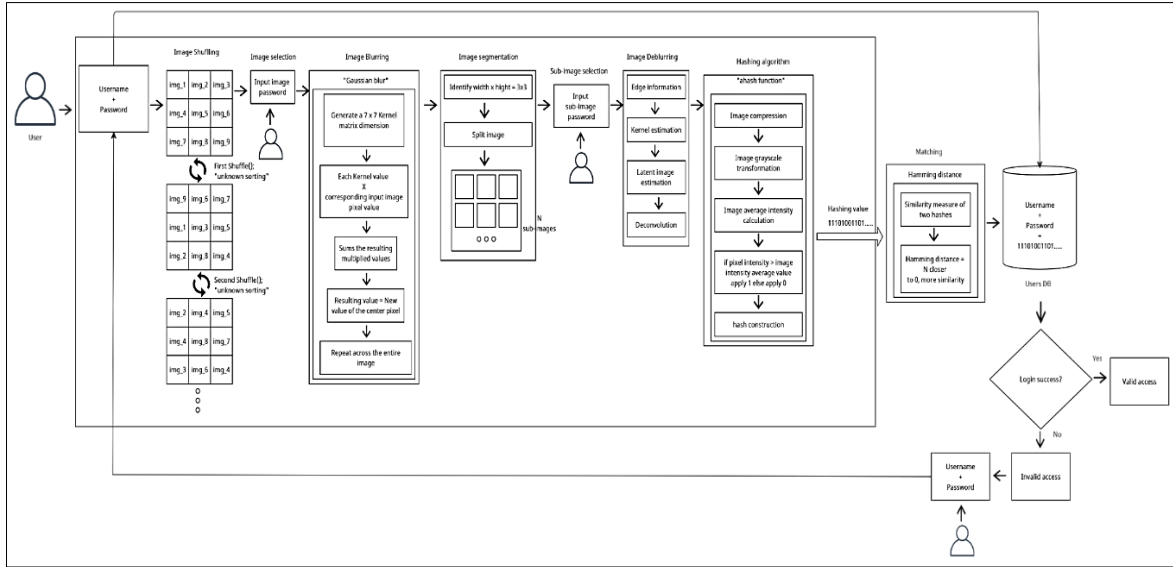 User
Username
+
Password
Image Shuffling
img_1 img_2 img_3
img_4 img_5 img_6
img_7 img_8 img_9
First Shuffle();
"unknown sorting"
img_9 img_6 img_7
img_1 img_3 img_5
img_2 img_8 img_4
Second Shuffle();
"unknown sorting"
img_2 img_4 img_5
img_4 img_8 img_7
img_3 img_6 img_4
Image selection
Input image
password
Image Blurring
"Gaussian blur"
Generate a 7 x 7 Kernel
matrix dimension
Each Kernel value
X
corresponding input image
pixel value
Sums the resulting
multiplied values
Resulting value = New
value of the center pixel
Repeat across the entire
image
Image segmentation
Identify width x hight = 3x3
Split image
N
sub-images
Sub-image selection
Input
sub-image
password
Image Deblurring
Edge information
Kernel estimation
Latent image
estimation
Deconvolution
Hashing algorithm
"ahash function"
Image compression
Image grayscale
transformation
Image average intensity
calculation
if pixel intensity > image
intensity average value
apply 1 else apply 0
hash construction
Hashing value
11101001101.....
Matching
Hamming distance
Similarity measure of
two hashes
Hamming distance =
N closer
to 0, more similarity
Username
+
Password
=
11101001101.....
Users DB
Login success?
Yes
Valid access
No
Invalid access
Username
+
Password